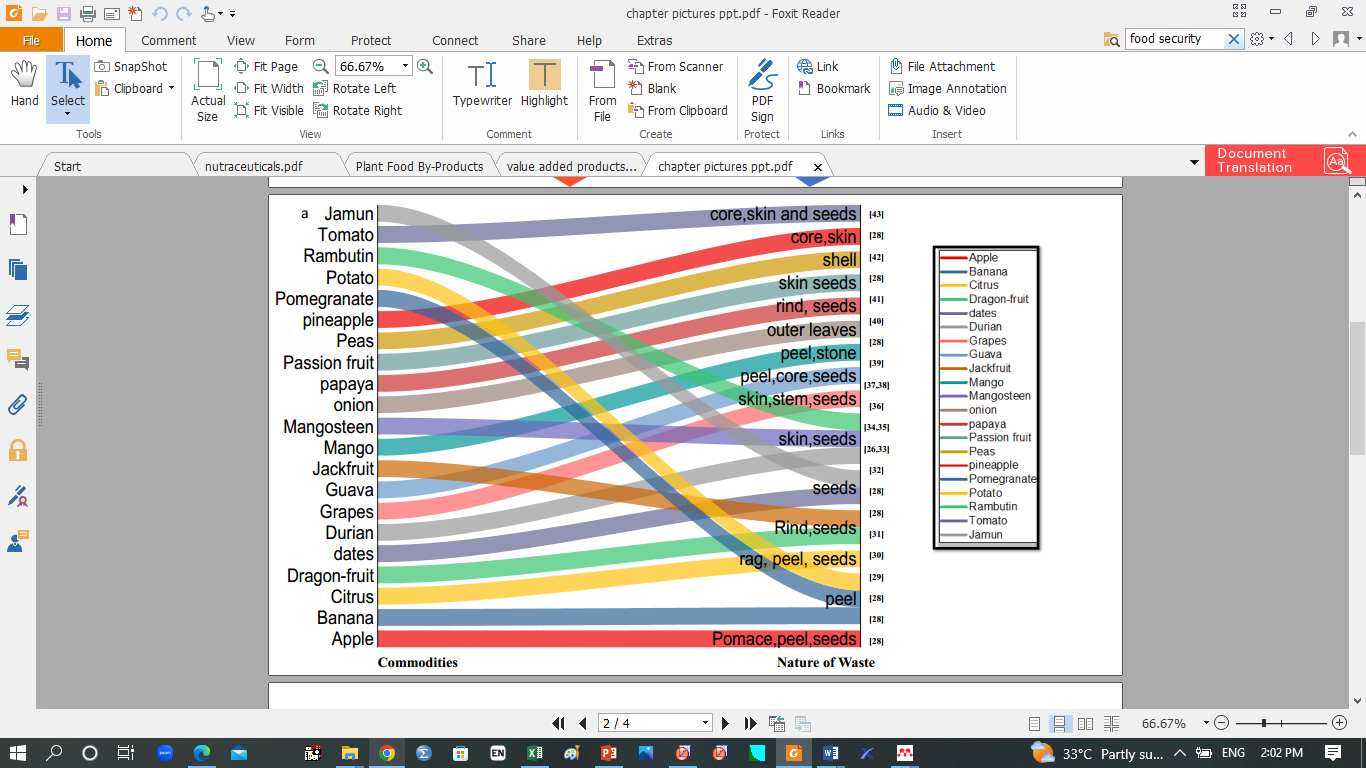 chapter pictures ppt.pdf - Foxit Reader
File Home Comment View Form Protect Connect Share Help Extras
food security
Hand
Select
SnapShot
Clipboard
Tools
Actual Size
Fit Page
Fit Width
Fit Visible
66.67%
Rotate Left
Rotate Right
View
Typewriter
Highlight
Comment
From File
From Scanner
Blank
From Clipboard
Create
PDF Sign
Protect
Link
Bookmark
Links
File Attachment
Image Annotation
Audio & Video
Insert
Start
nutraceuticals.pdf
Plant Food By-Products
value added products...
chapter pictures ppt.pdf
Document Translation
a
Jamun
Tomato
Rambutin
Potato
Pomegranate
pineapple
Peas
Passion fruit
papaya
onion
Mangosteen
Mango
Jackfruit
Guava
Grapes
Durian
dates
Dragon-fruit
Citrus
Banana
Apple
Commodities
core,skin and seeds
core,skin
shell
skin seeds
rind, seeds
outer leaves
peel,stone
peel,core,seeds
skin,stem,seeds
skin,seeds
seeds
Rind,seeds
rag, peel, seeds
peel
Pomace,peel,seeds
Nature of Waste
[43]
[28]
[42]
[28]
[41]
[40]
[28]
[39]
[37,38]
[36]
[34,35]
[26,33]
[32]
[28]
[28]
[31]
[30]
[29]
[28]
[28]
[28]
Apple
Banana
Citrus
Dragon-fruit
dates
Durian
Grapes
Guava
Jackfruit
Mango
Mangosteen
onion
papaya
Passion fruit
Peas
pineapple
Pomegranate
Potato
Rambutin
Tomato
Jamun
2 / 4
66.67%
33°C Partly su...
ENG
2:02 PM